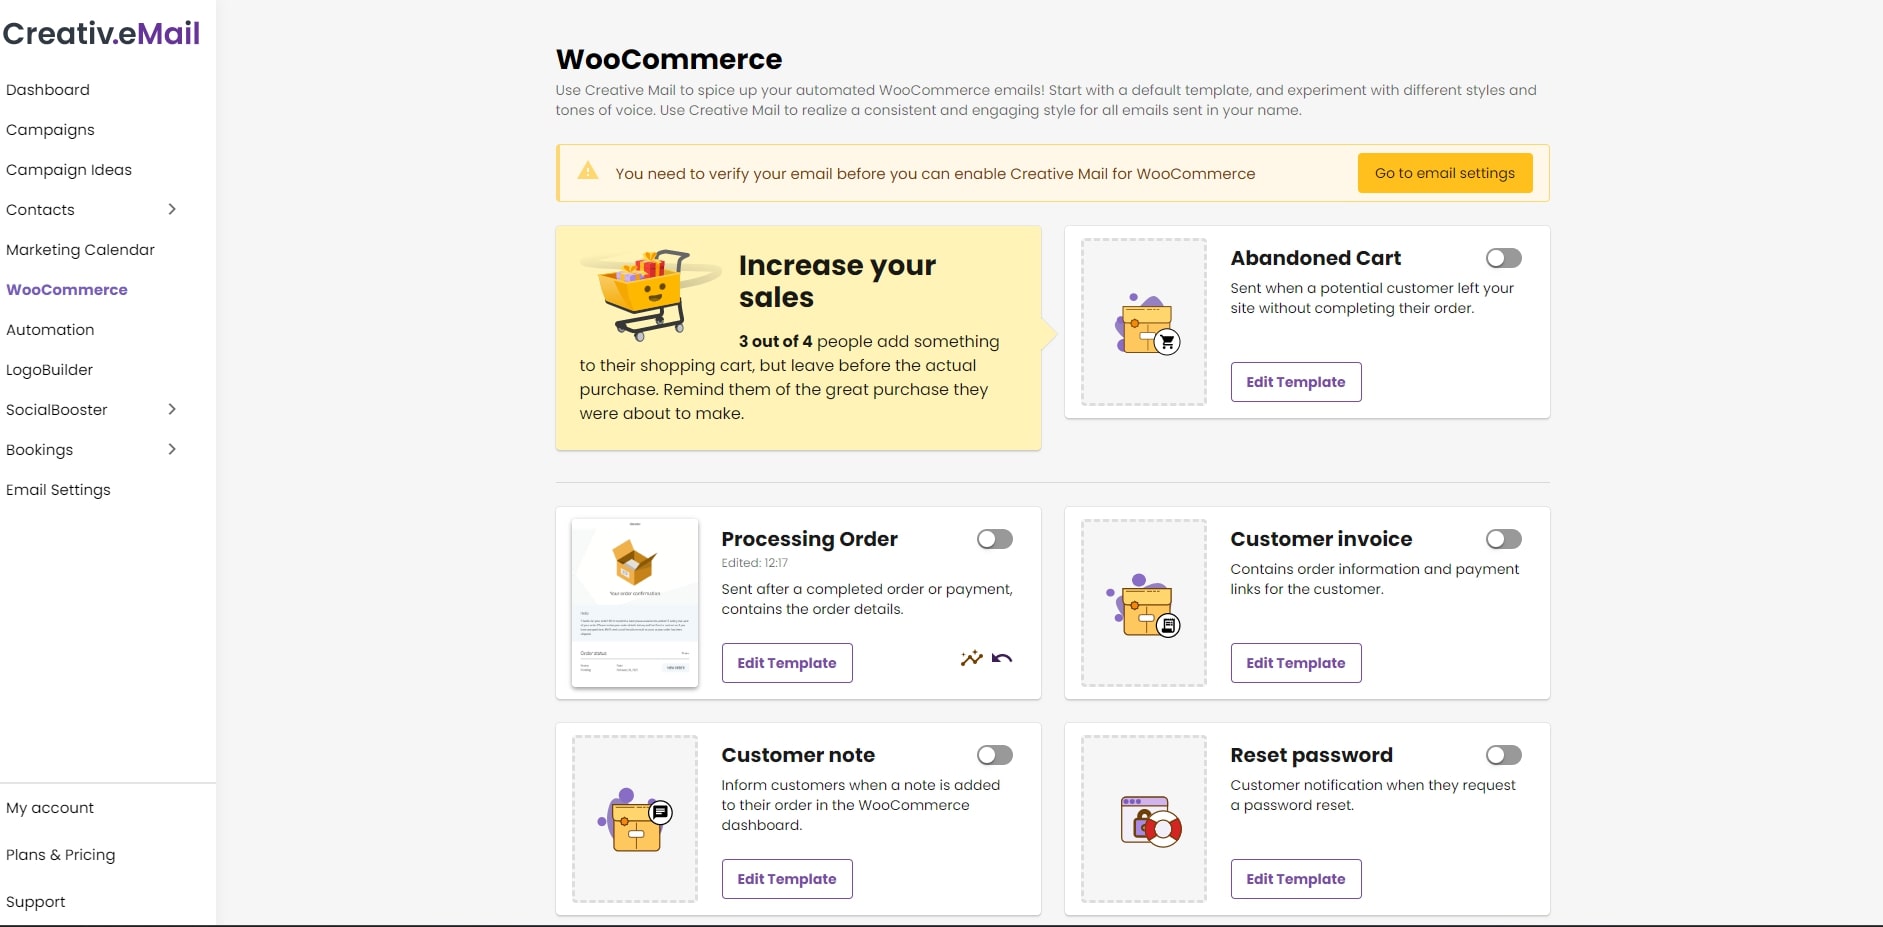 Creativ.eMail
Dashboard
Campaigns
Campaign Ideas
Contacts
Marketing Calendar
WooCommerce
Automation
LogoBuilder
SocialBooster
Bookings
Email Settings
My account
Plans & Pricing
Support
WooCommerce
Use Creative Mail to spice up your automated WooCommerce emails! Start with a default template, and experiment with different styles and
tones of voice. Use Creative Mail to realize a consistent and engaging style for all emails sent in your name.
You need to verify your email before you can enable Creative Mail for WooCommerce
Go to email settings
Increase your
sales
3 out of 4 people add something
to their shopping cart, but leave before the actual
purchase. Remind them of the great purchase they
were about to make.
Abandoned Cart
Sent when a potential customer left your
site without completing their order.
Edit Template
Your order confirmation
Order status
Processing Order
Edited: 12:17
Sent after a completed order or payment,
contains the order details.
Edit Template
Customer invoice
Contains order information and payment
links for the customer.
Edit Template
Customer note
Inform customers when a note is added
to their order in the WooCommerce
dashboard.
Edit Template
Reset password
Customer notification when they request
a password reset.
Edit Template